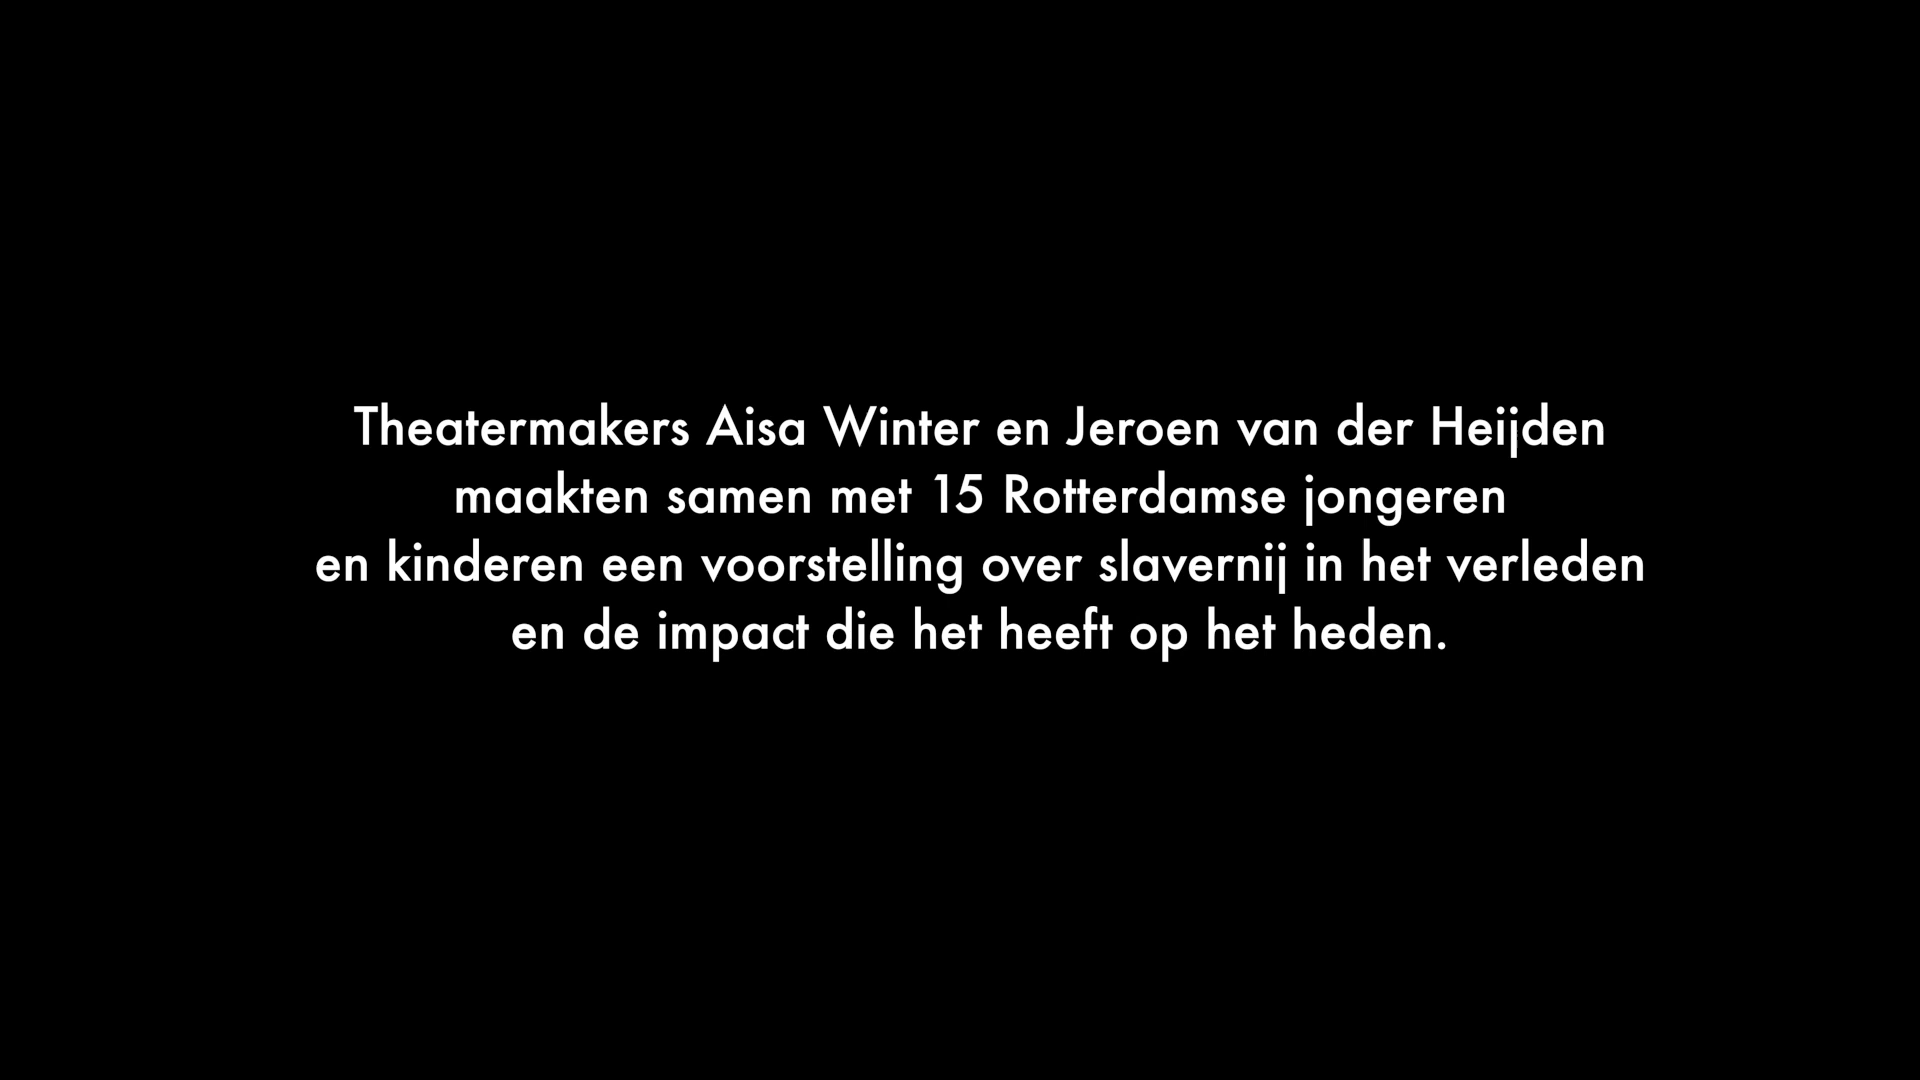 Theatermakers Aisa Winter en Jeroen van der Heijden
maakten samen met 15 Rotterdamse jongeren
en kinderen een voorstelling over slavernij in het verleden
en de impact die het heeft op het heden.